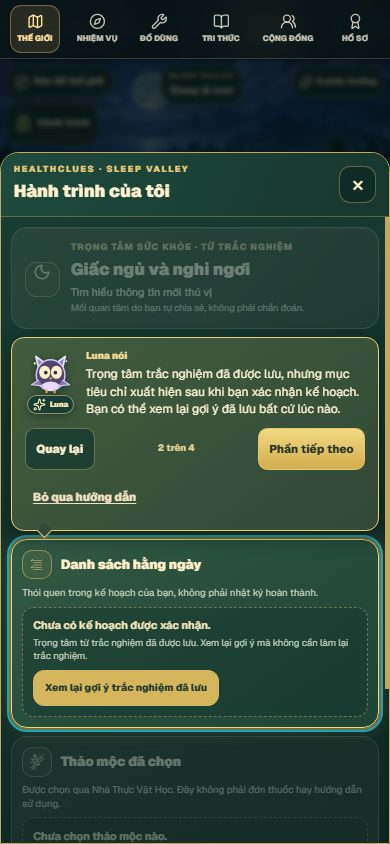 THẾ GIỚI
NHIỆM VỤ
ĐỒ DÙNG
TRI THỨC
CỘNG ĐỒNG
HỒ SƠ
HEALTHCLUES · SLEEP VALLEY
Hành trình của tôi
TRỌNG TÂM SỨC KHỎE · TỪ TRẮC NGHIỆM
Giấc ngủ và nghỉ ngơi
Tìm hiểu thông tin mới thú vị
Mối quan tâm do bạn tự chia sẻ, không phải chẩn đoán.
Luna nói
Trọng tâm trắc nghiệm đã được lưu, nhưng mục
tiêu chỉ xuất hiện sau khi bạn xác nhận kế hoạch.
Bạn có thể xem lại gợi ý đã lưu bất cứ lúc nào.
Luna
Quay lại
2 trên 4
Phần tiếp theo
Bỏ qua hướng dẫn
Danh sách hằng ngày
Thói quen trong kế hoạch của bạn, không phải nhật ký hoàn thành.
Chưa có kế hoạch được xác nhận.
Trọng tâm từ trắc nghiệm đã được lưu. Xem lại gợi ý mà không cần làm lại
trắc nghiệm.
Xem lại gợi ý trắc nghiệm đã lưu
Thảo mộc đã chọn
Được chọn qua Nhà Thực Vật Học. Đây không phải đơn thuốc hay hướng dẫn
sử dụng.
Chưa chọn thảo mộc nào.